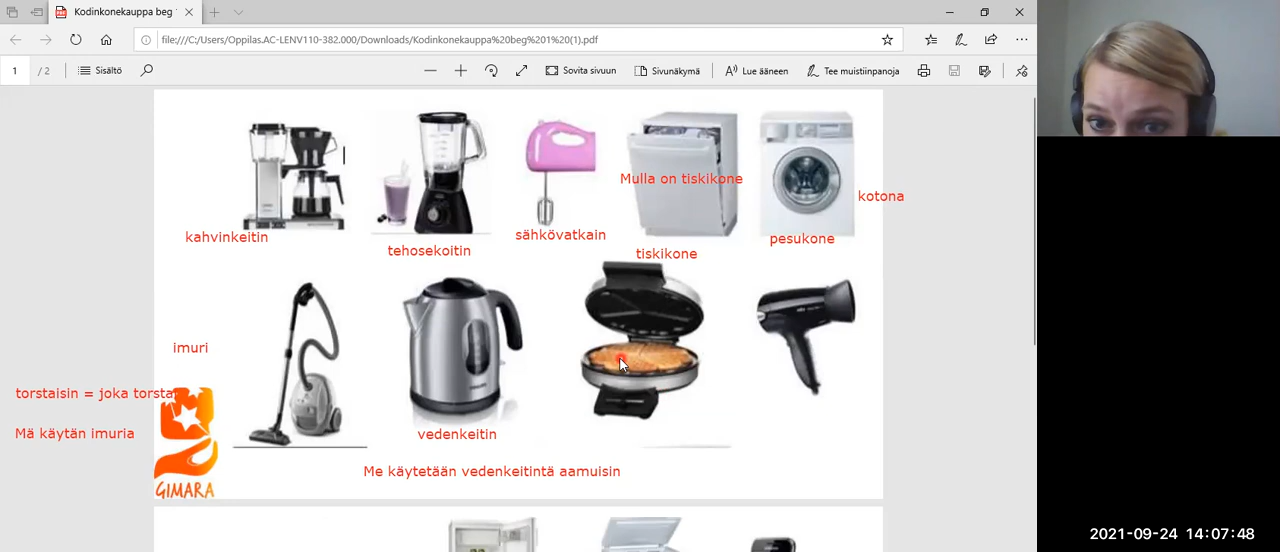 Kodinkonekauppa beg
file:///C:/Users/Oppilas.AC-LENV110-382.000/Downloads/Kodinkonekauppa%20beg%201%20(1).pdf
1 / 2 Sisältö Sovita sivuun Sivunäkymä Lue ääneen Tee muistiinpanoja
Mulla on tiskikone
kotona
kahvinkeitin
tehosekoitin
sähkövatkain
tiskikone
pesukone
imuri
torstaisin = joka torsta
Mä käytän imuria
vedenkeitin
Me käytetään vedenkeitintä aamuisin
GIMARA
2021-09-24 14:07:48